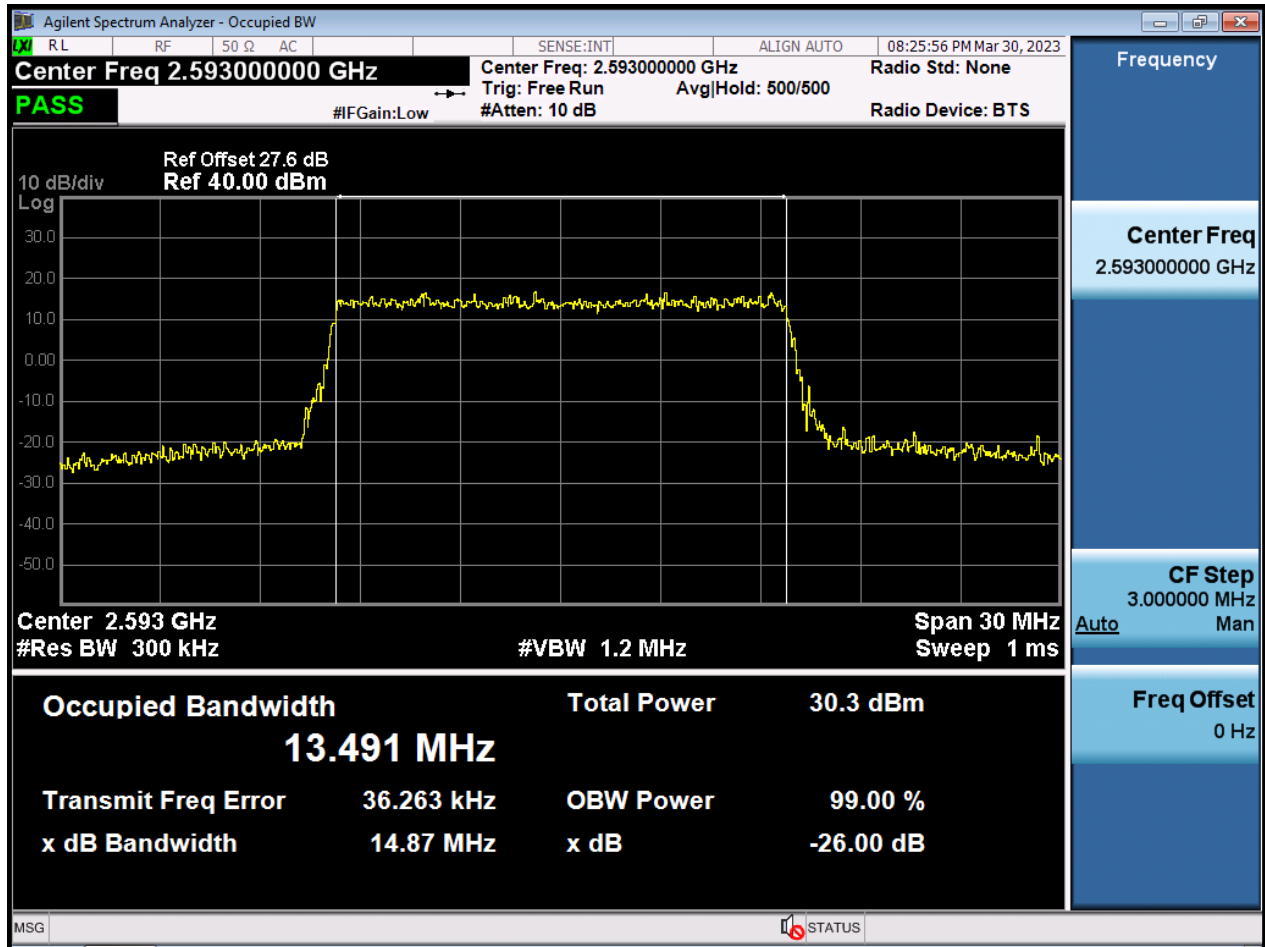 Agilent Spectrum Analyzer - Occupied BW
LXI RL RF 50 Ω AC SENSE:INT ALIGN AUTO 08:25:56 PM Mar 30, 2023
Center Freq 2.593000000 GHz
PASS
#IFGain:Low
Center Freq: 2.593000000 GHz
Trig: Free Run Avg|Hold: 500/500
#Atten: 10 dB
Radio Std: None
Radio Device: BTS
Ref Offset 27.6 dB
10 dB/div Ref 40.00 dBm
Log
30.0
20.0
10.0
0.00
-10.0
-20.0
-30.0
-40.0
-50.0
Center 2.593 GHz Span 30 MHz
#Res BW 300 kHz #VBW 1.2 MHz Sweep 1 ms
Occupied Bandwidth Total Power 30.3 dBm
13.491 MHz
Transmit Freq Error 36.263 kHz OBW Power 99.00 %
x dB Bandwidth 14.87 MHz x dB -26.00 dB
Frequency
Center Freq
2.593000000 GHz
CF Step
3.000000 MHz
Auto Man
Freq Offset
0 Hz
MSG STATUS